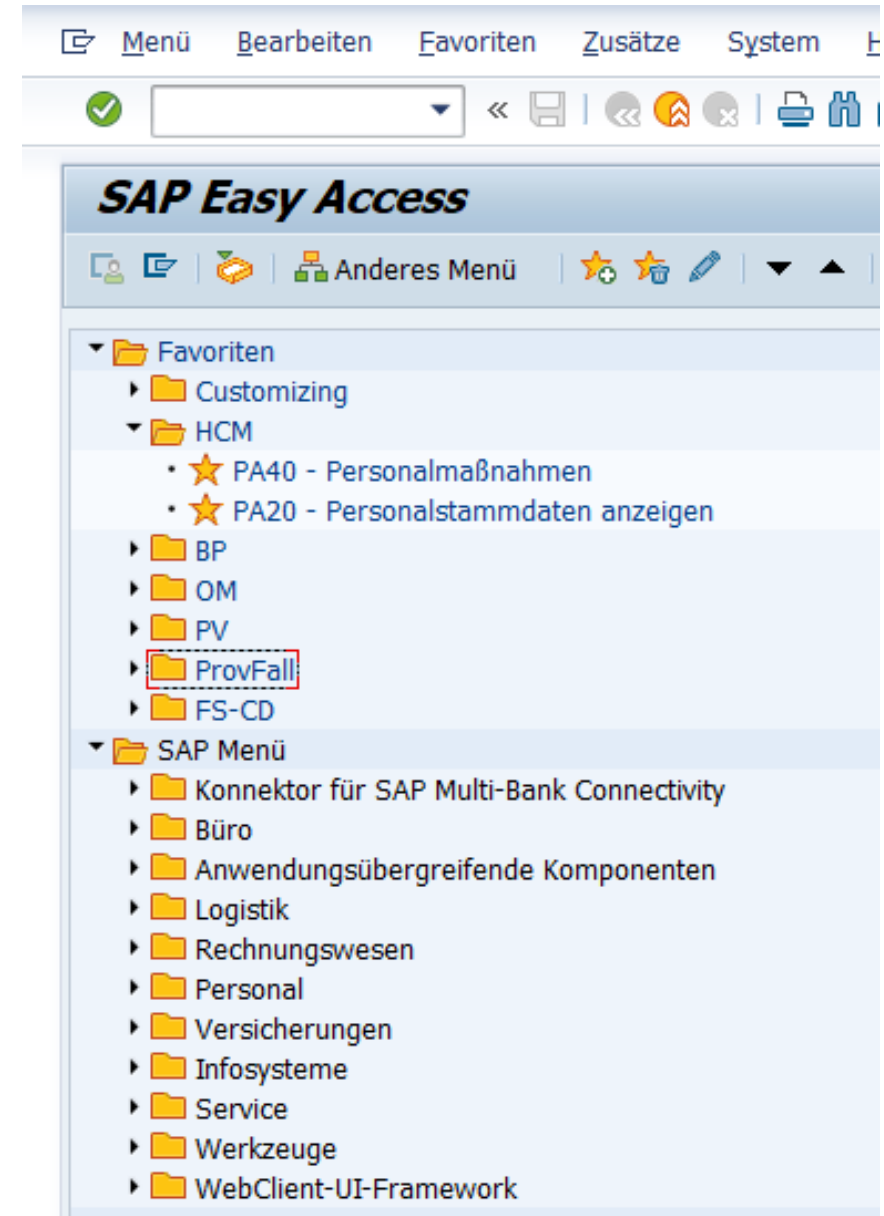 Menü Bearbeiten Favoriten Zusätze System H
SAP Easy Access
Anderes Menü
Favoriten
Customizing
HCM
PA40 - Personalmaßnahmen
PA20 - Personalstammdaten anzeigen
BP
OM
PV
ProvFall
FS-CD
SAP Menü
Konnektor für SAP Multi-Bank Connectivity
Büro
Anwendungsübergreifende Komponenten
Logistik
Rechnungswesen
Personal
Versicherungen
Infosysteme
Service
Werkzeuge
WebClient-UI-Framework